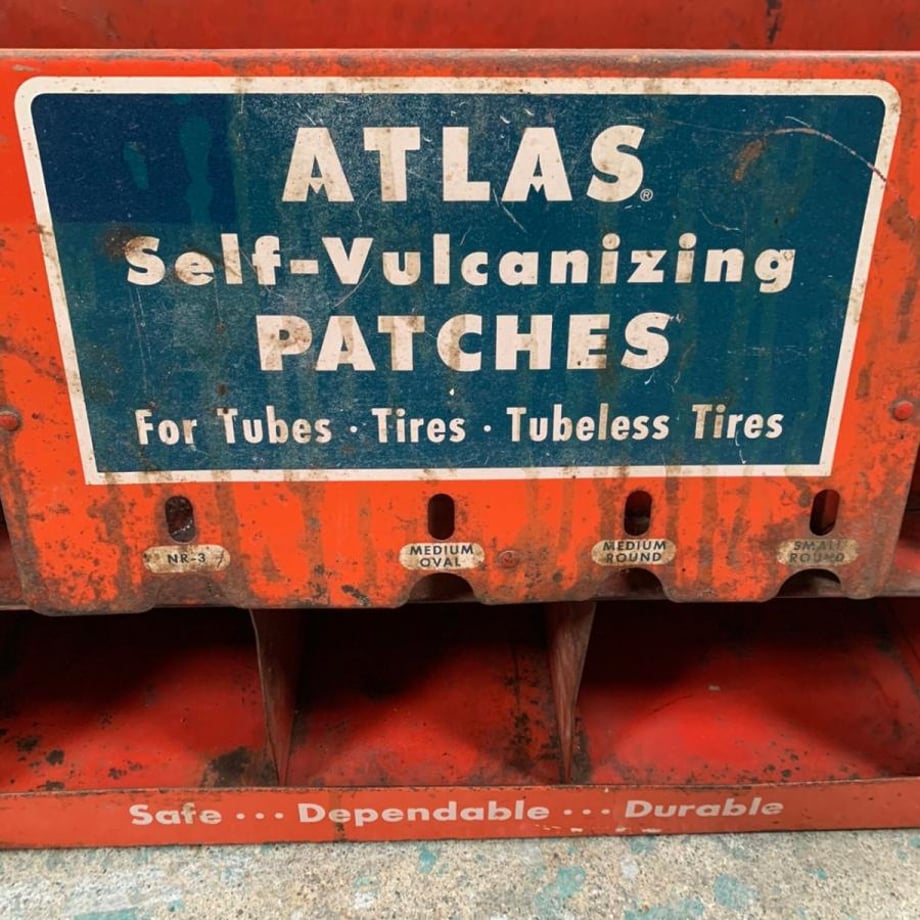 ATLAS®
Self-Vulcanizing
PATCHES
For Tubes · Tires · Tubeless Tires
NR-3
MEDIUM
OVAL
MEDIUM
ROUND
SMALL
ROUND
Safe ··· Dependable ··· Durable